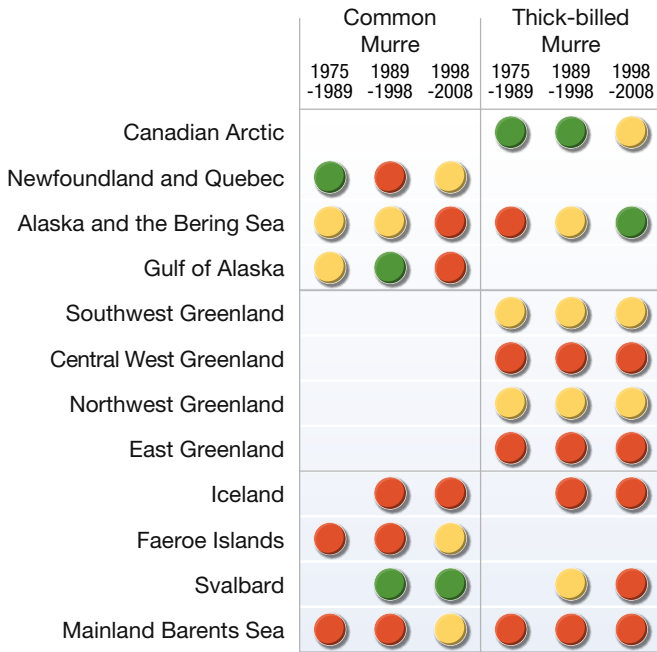 Common Murre
Thick-billed Murre
1975 -1989
1989 -1998
1998 -2008
1975 -1989
1989 -1998
1998 -2008
Canadian Arctic
Newfoundland and Quebec
Alaska and the Bering Sea
Gulf of Alaska
Southwest Greenland
Central West Greenland
Northwest Greenland
East Greenland
Iceland
Faeroe Islands
Svalbard
Mainland Barents Sea